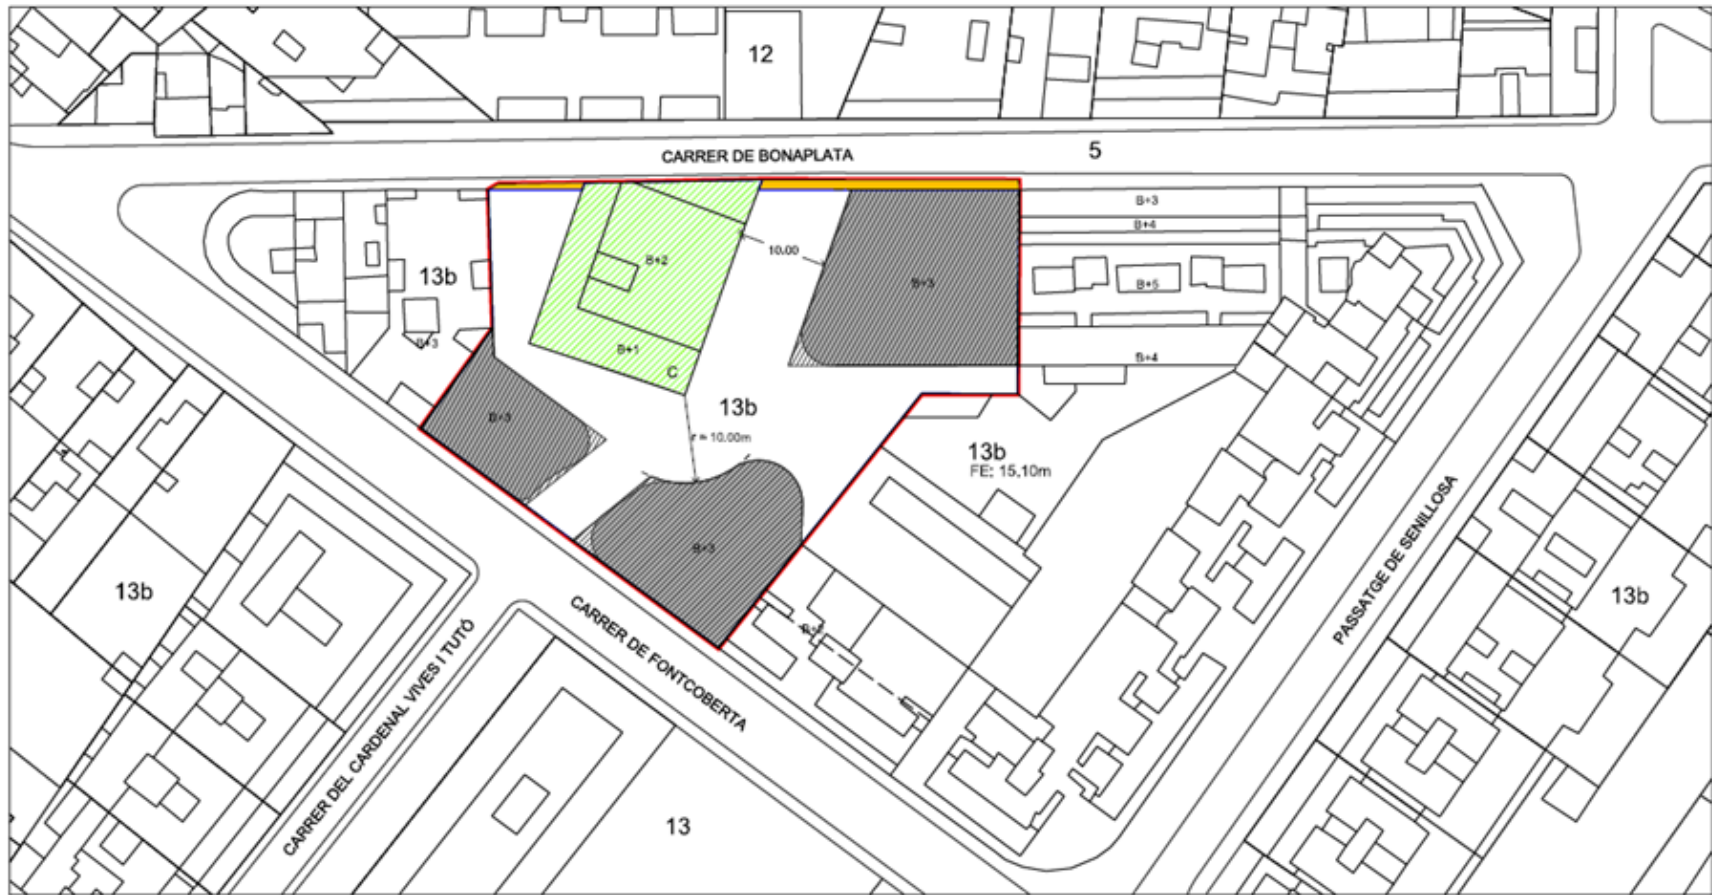 12
CARRER DE BONAPLATA
5
B+3
B+4
10.00
B+2
13b
B+3
B+5
B+3
B+1
B+4
C
13b
B+3
r = 10.00m
13b
FE: 15.10m
B+3
PASSATGE DE SENILLOSA
13b
13b
CARRER DE FONTCOBERTA
CARRER DEL CARDENAL VIVES I TUTÓ
13